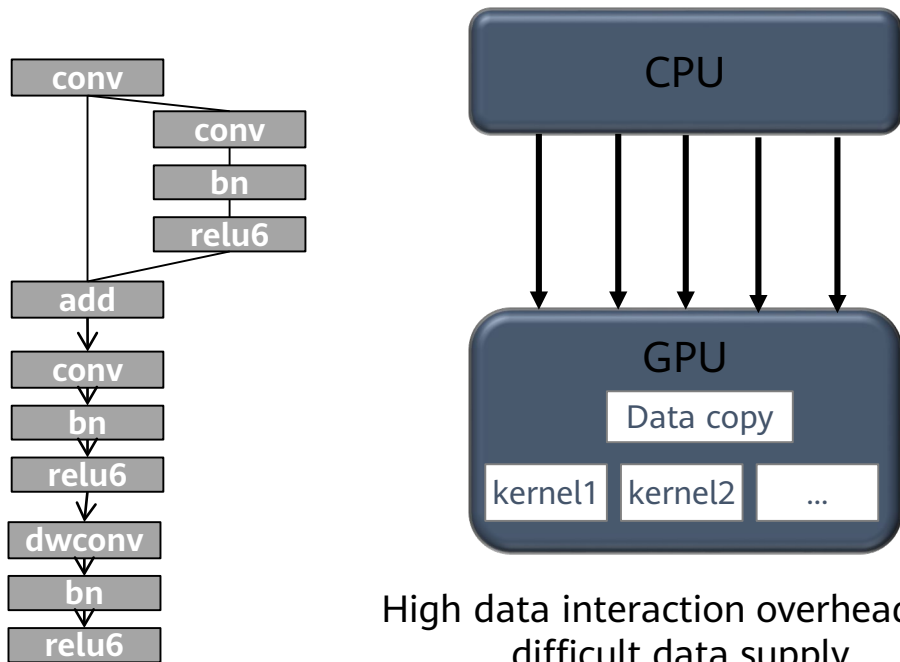 conv
conv
bn
relu6
add
conv
bn
relu6
dwconv
bn
relu6
CPU
GPU
Data copy
kernel1
kernel2
...
High data interaction overhead
difficult data supply